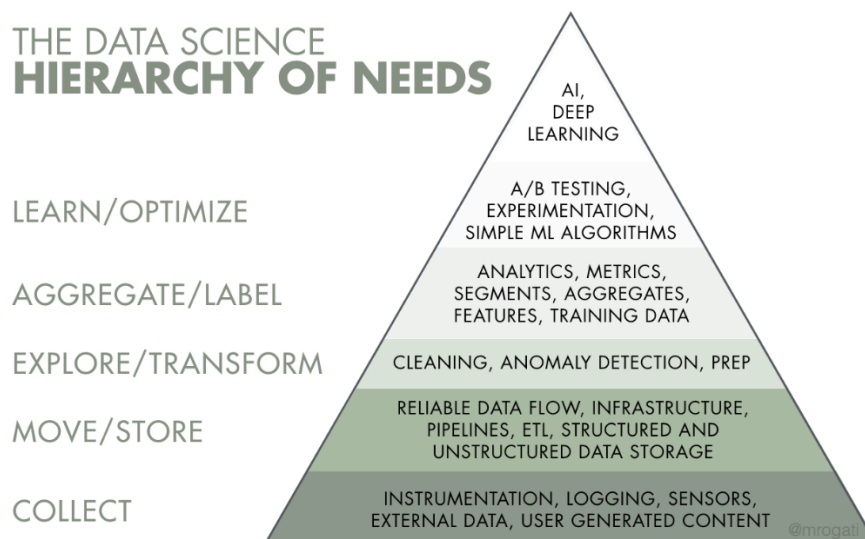 THE DATA SCIENCE
HIERARCHY OF NEEDS
AI,
DEEP
LEARNING
LEARN/OPTIMIZE
A/B TESTING,
EXPERIMENTATION,
SIMPLE ML ALGORITHMS
AGGREGATE/LABEL
ANALYTICS, METRICS,
SEGMENTS, AGGREGATES,
FEATURES, TRAINING DATA
EXPLORE/TRANSFORM
CLEANING, ANOMALY DETECTION, PREP
MOVE/STORE
RELIABLE DATA FLOW, INFRASTRUCTURE,
PIPELINES, ETL, STRUCTURED AND
UNSTRUCTURED DATA STORAGE
COLLECT
INSTRUMENTATION, LOGGING, SENSORS,
EXTERNAL DATA, USER GENERATED CONTENT
@mrogati